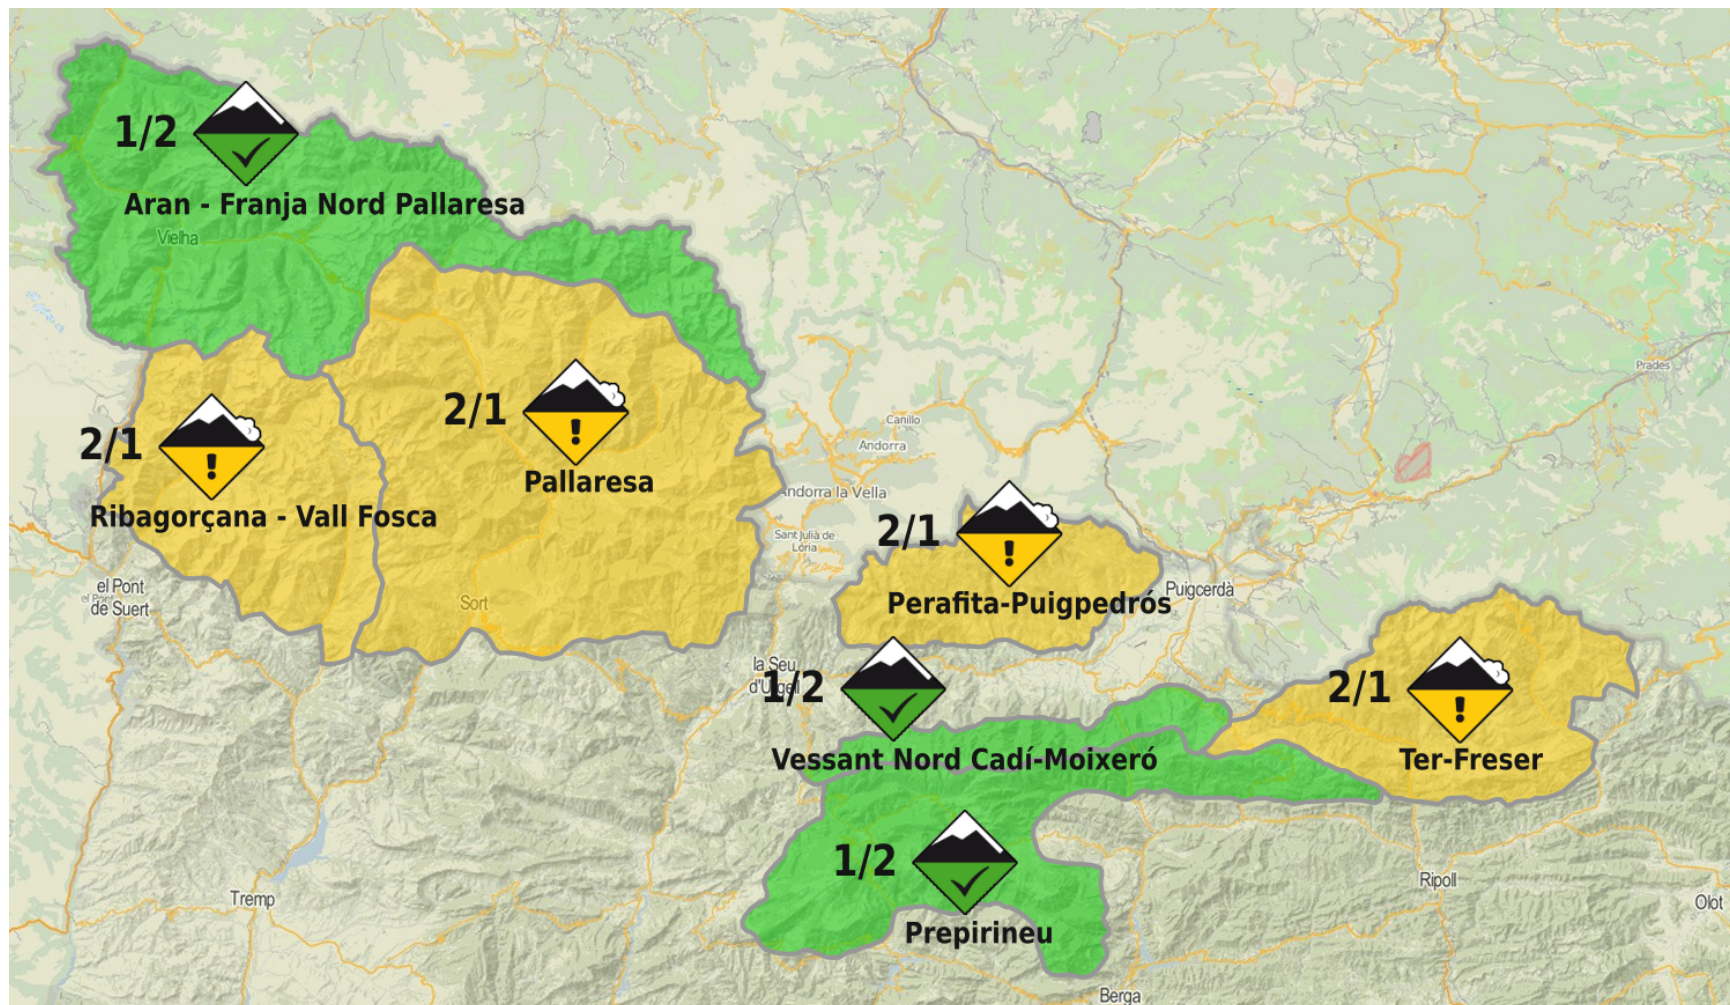 1/2
Aran - Franja Nord Pallaresa
Vielha
Prades
2/1
Pallaresa
2/1
Ribagorçana - Vall Fosca
Canillo
Andorra
Andorra la Vella
Sant Julià de
Lòria
2/1
Perafita-Puigpedrós
Puigcerdà
el Pont
de Suert
Sort
la Seu
d'Urgell
1/2
Vessant Nord Cadí-Moixeró
2/1
Ter-Freser
1/2
Prepirineu
Tremp
Ripoll
Olot
Berga